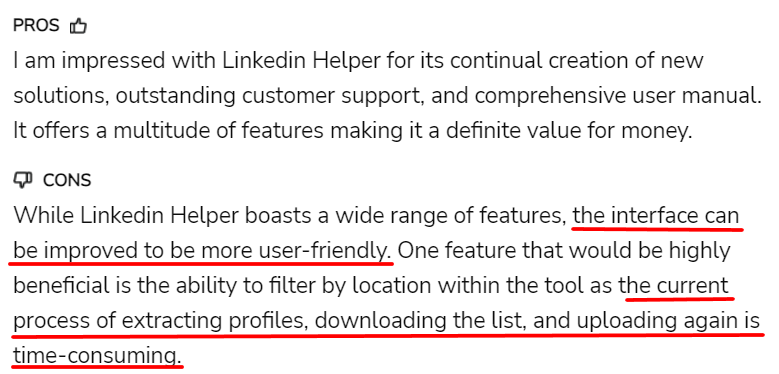 PROS
I am impressed with Linkedin Helper for its continual creation of new
solutions, outstanding customer support, and comprehensive user manual.
It offers a multitude of features making it a definite value for money.
CONS
While Linkedin Helper boasts a wide range of features, the interface can
be improved to be more user-friendly. One feature that would be highly
beneficial is the ability to filter by location within the tool as the current
process of extracting profiles, downloading the list, and uploading again is
time-consuming.